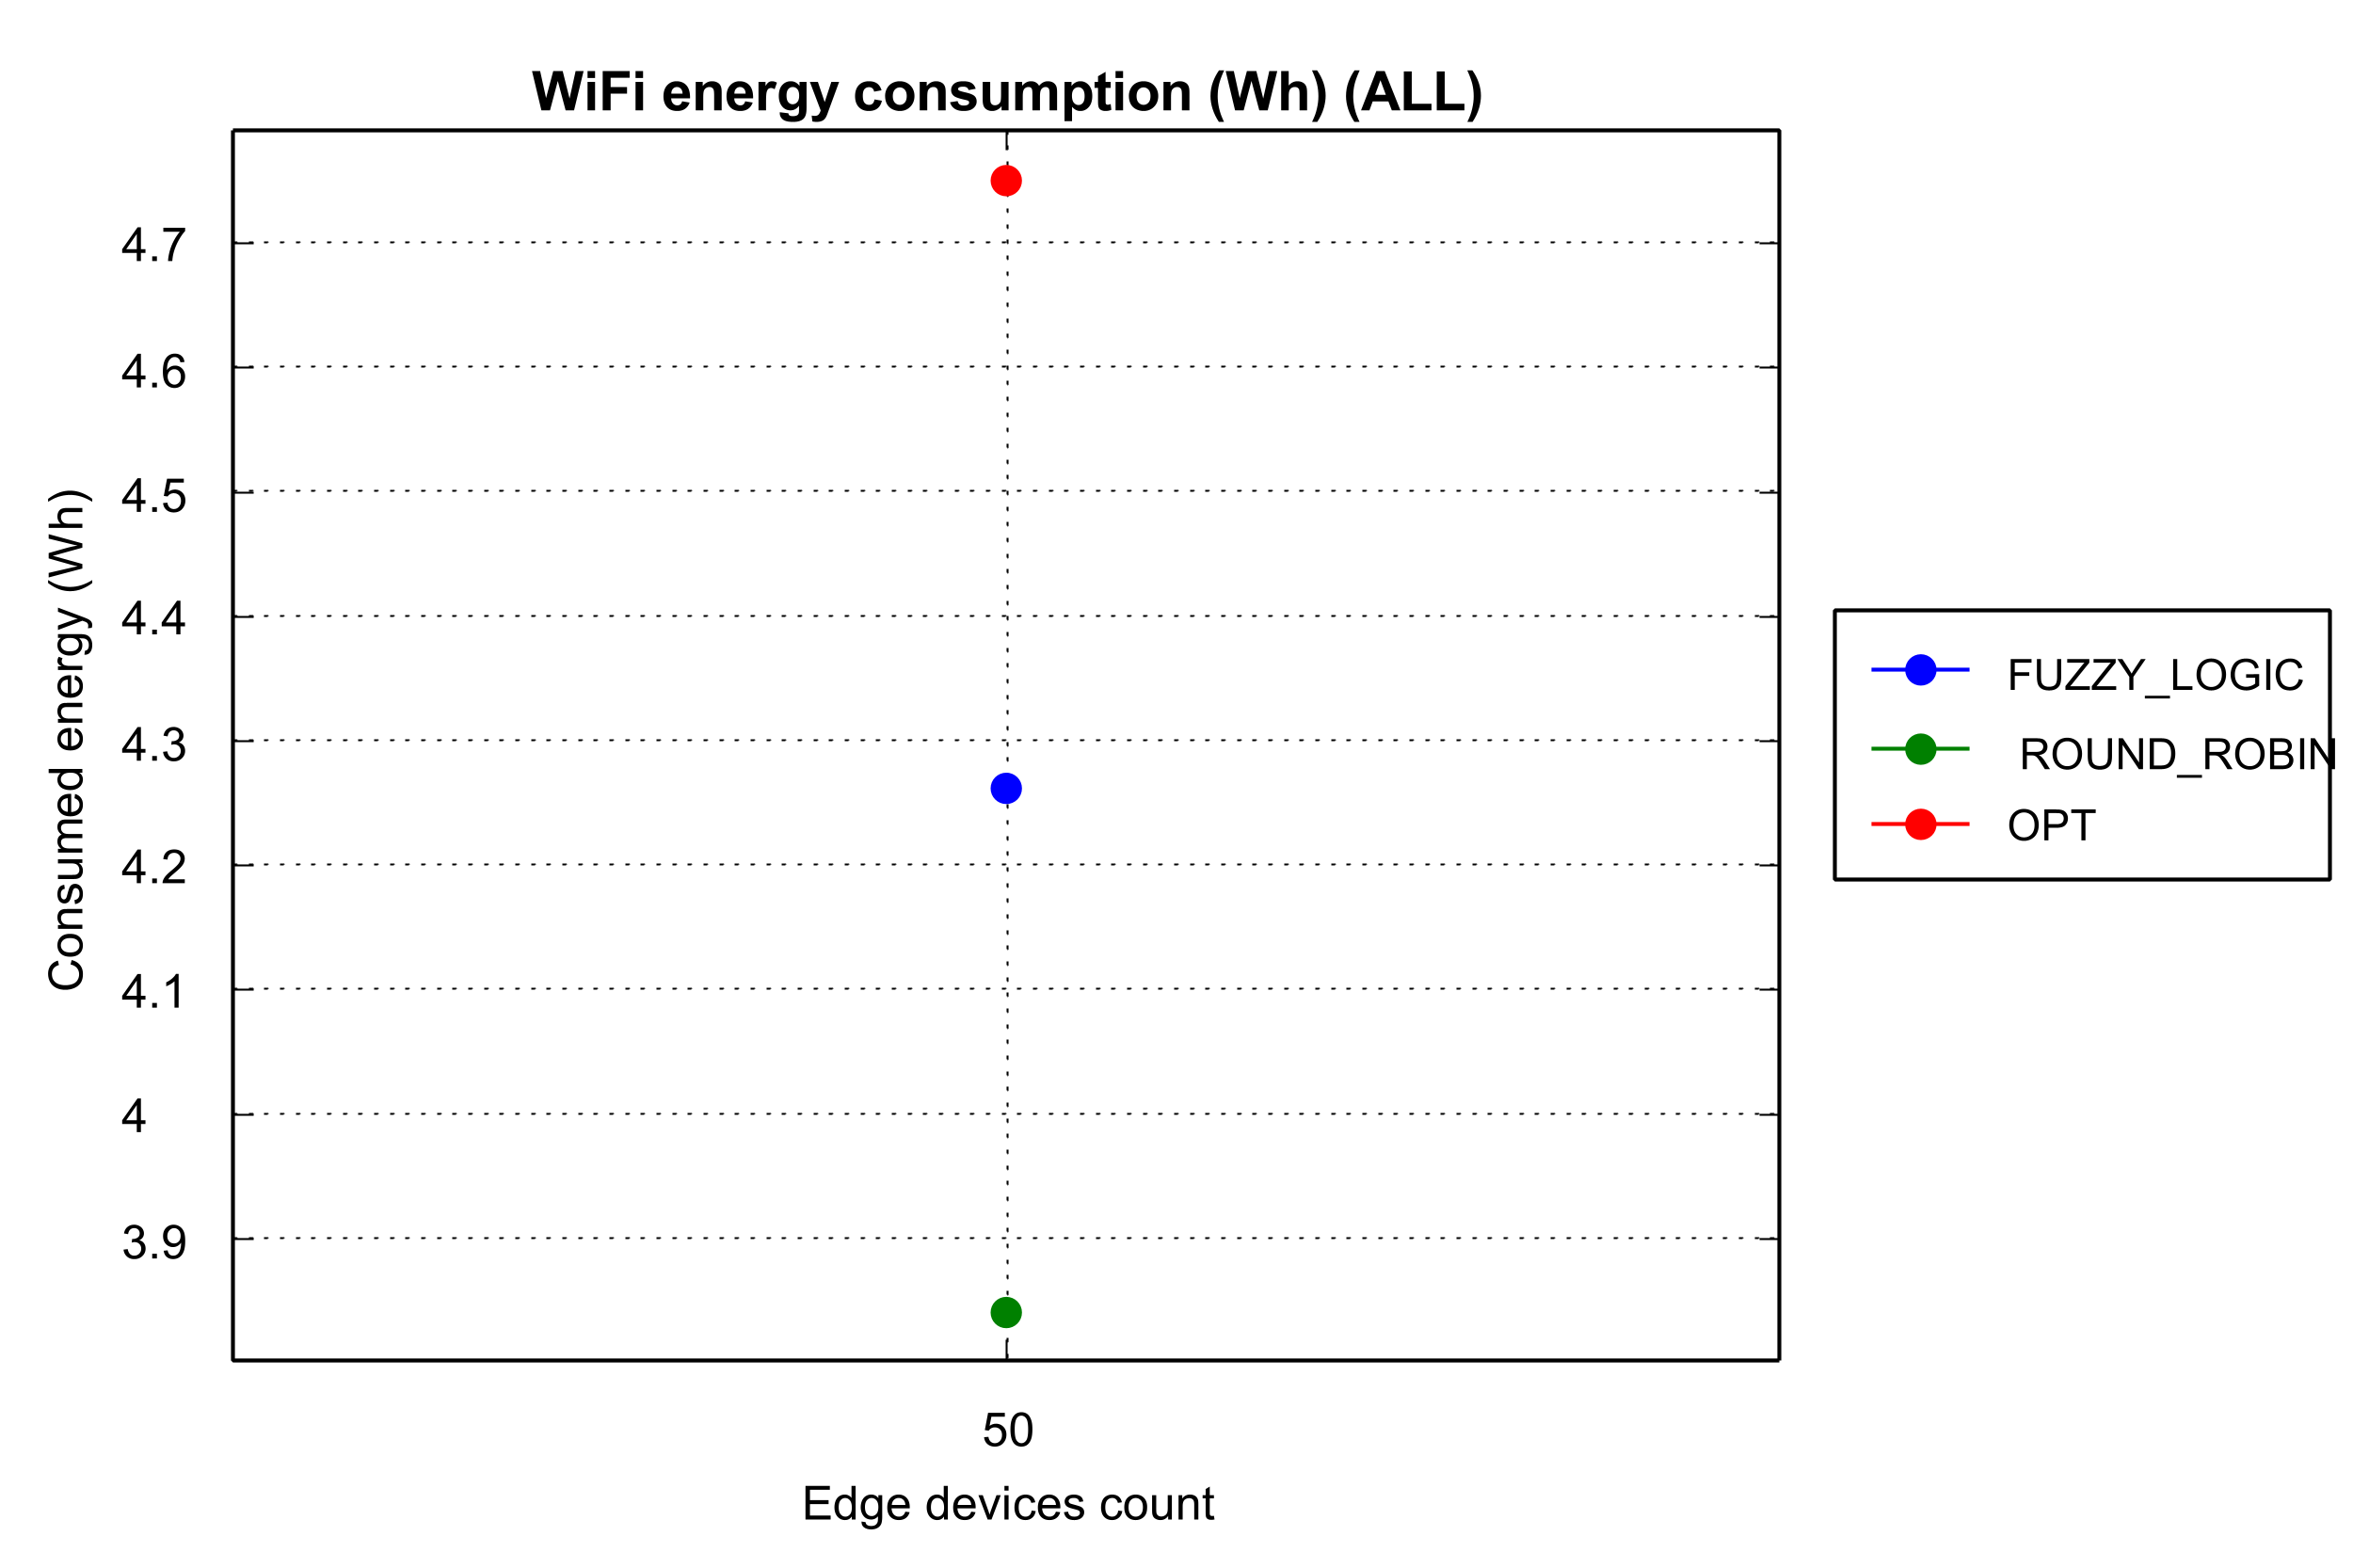 WiFi energy consumption (Wh) (ALL)
Consumed energy (Wh)
4.7
4.6
4.5
4.4
4.3
4.2
4.1
4
3.9
50
Edge devices count
FUZZY_LOGIC
ROUND_ROBIN
OPT